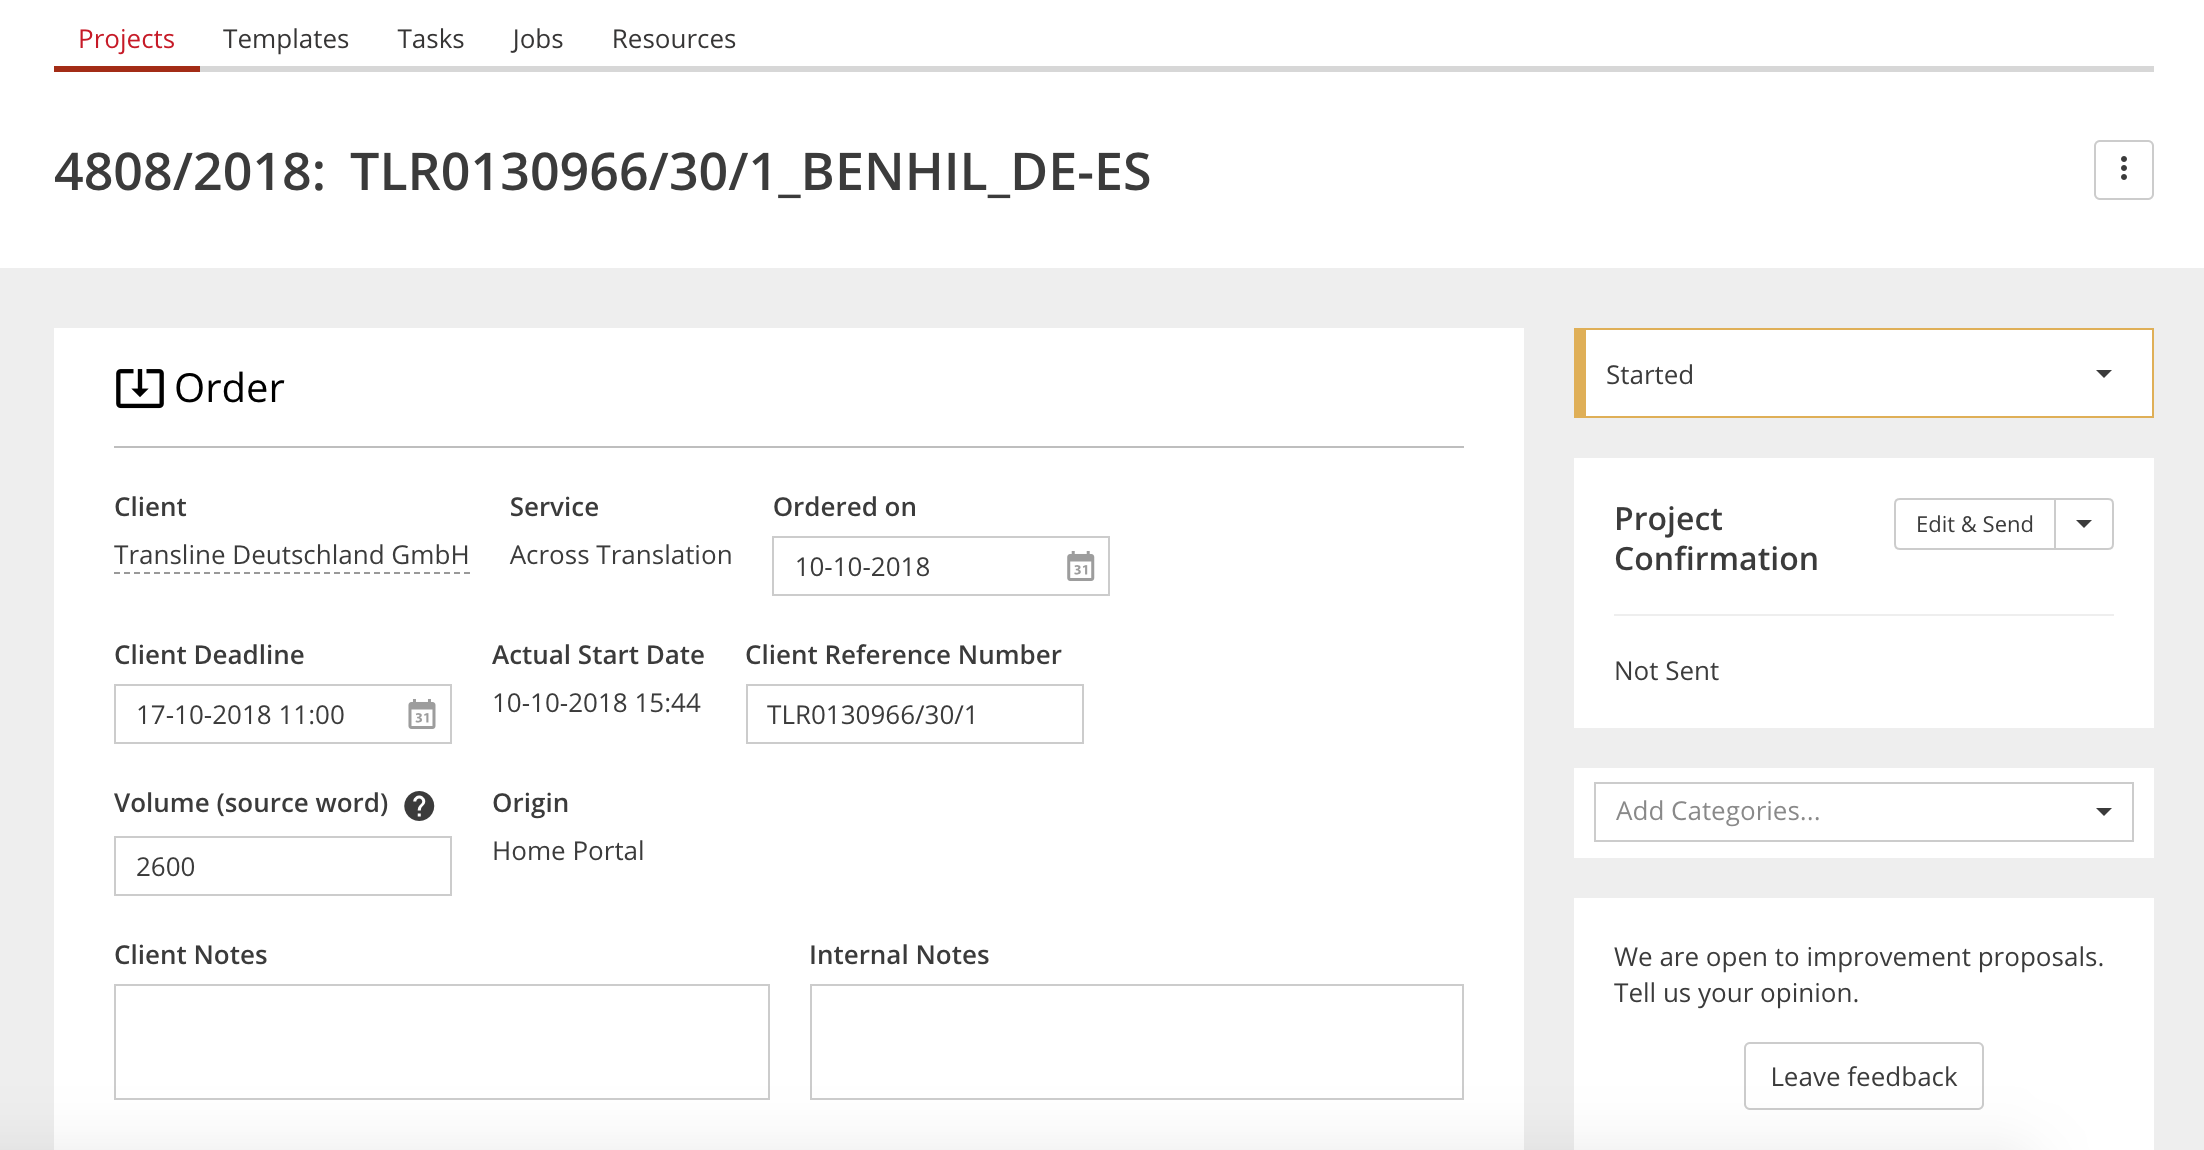 Projects Templates Tasks Jobs Resources
4808/2018: TLR0130966/30/1_BENHIL_DE-ES
Order
Client Service Ordered on
Transline Deutschland GmbH Across Translation 10-10-2018 31
Client Deadline Actual Start Date Client Reference Number
17-10-2018 11:00 31 10-10-2018 15:44 TLR0130966/30/1
Volume (source word) ? Origin
2600 Home Portal
Client Notes Internal Notes
Started
Project
Confirmation
Edit & Send
Not Sent
Add Categories...
We are open to improvement proposals.
Tell us your opinion.
Leave feedback